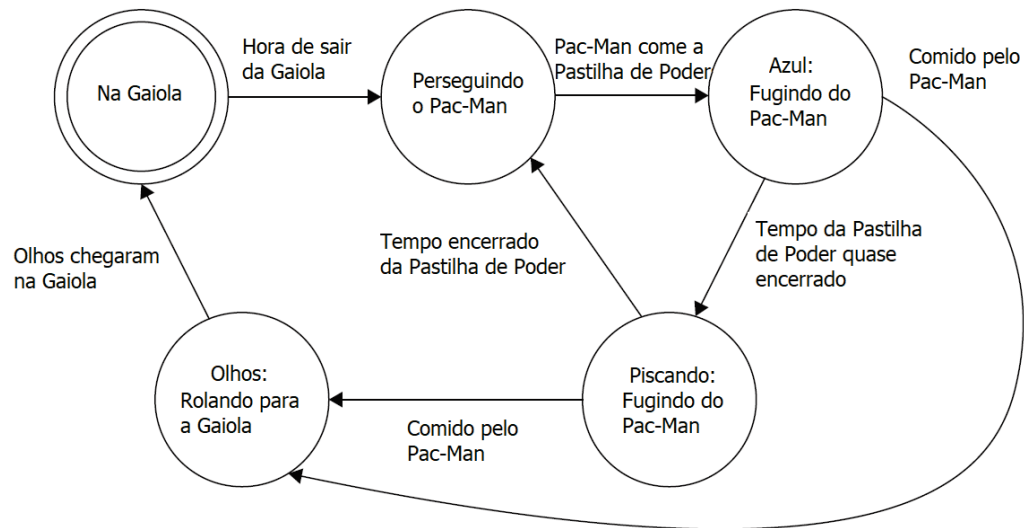 Na Gaiola
Hora de sair
da Gaiola
Perseguindo
o Pac-Man
Pac-Man come a
Pastilha de Poder
Azul:
Fugindo do
Pac-Man
Comido pelo
Pac-Man
Olhos chegaram
na Gaiola
Tempo encerrado
da Pastilha de Poder
Tempo da Pastilha
de Poder quase
encerrado
Olhos:
Rolando para
a Gaiola
Comido pelo
Pac-Man
Piscando:
Fugindo do
Pac-Man